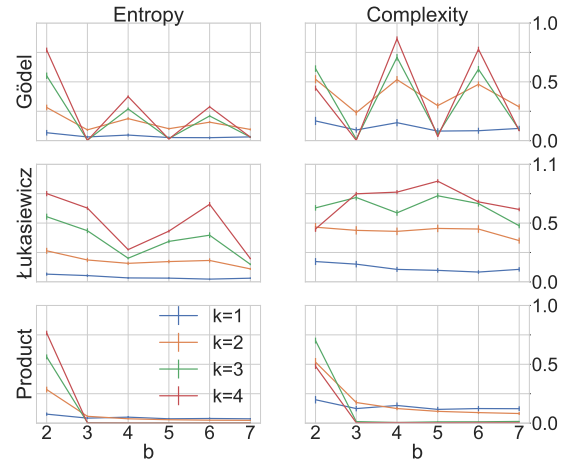 Entropy
Complexity
Gödel
1.0
0.5
0.0
Łukasiewicz
1.1
0.5
0.0
Product
k=1
k=2
k=3
k=4
1.0
0.5
0.0
2 3 4 5 6 7
2 3 4 5 6 7
b
b